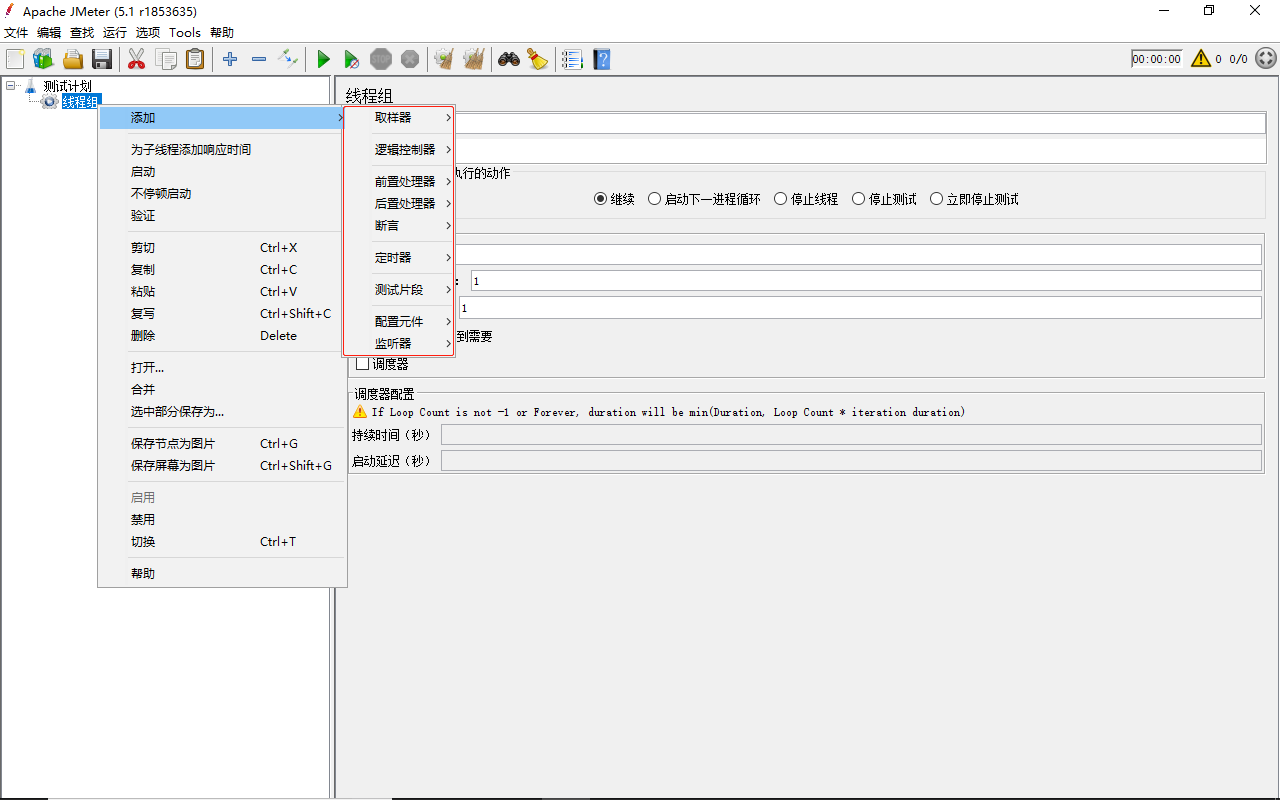 Apache JMeter (5.1 r1853635)
文件 编辑 查找 运行 选项 Tools 帮助
STOP
00:00:00 0 0/0
测试计划
线程组
添加
为子线程添加响应时间
启动
不停顿启动
验证
剪切 Ctrl+X
复制 Ctrl+C
粘贴 Ctrl+V
复写 Ctrl+Shift+C
删除 Delete
打开...
合并
选中部分保存为...
保存节点为图片 Ctrl+G
保存屏幕为图片 Ctrl+Shift+G
启用
禁用
切换 Ctrl+T
帮助
取样器
逻辑控制器
前置处理器
后置处理器
断言
定时器
测试片段
配置元件
监听器
线程组
执行的动作
继续 启动下一进程循环 停止线程 停止测试 立即停止测试
: 1
1
到需要
调度器
调度器配置
If Loop Count is not -1 or Forever, duration will be min(Duration, Loop Count * iteration duration)
持续时间（秒）
启动延迟（秒）